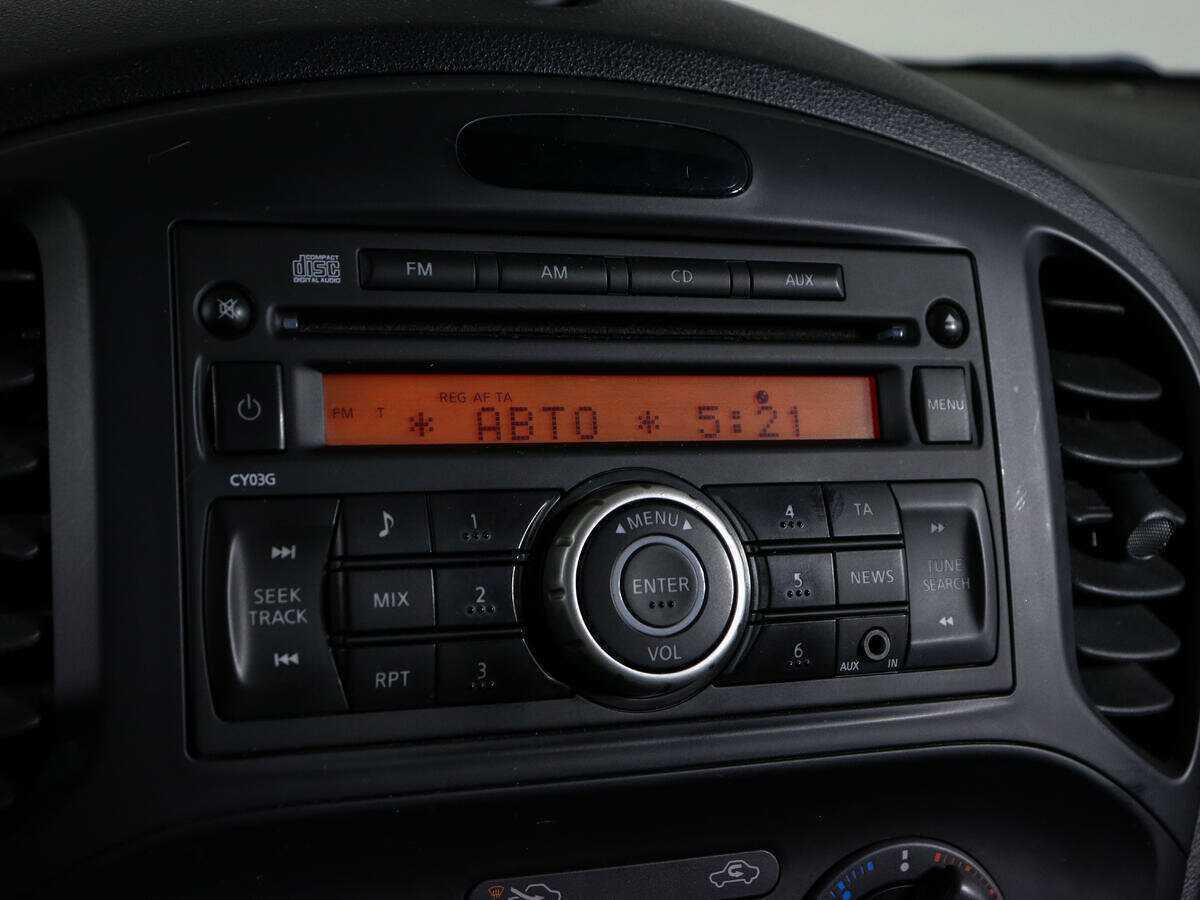 COMPACT
disc
DIGITAL AUDIO
FM AM CD AUX
REG AF TA
FM T * АВТО * 5:21
MENU
CY03G
SEEK
TRACK
MIX
RPT
1
2
3
MENU
ENTER
VOL
4
5
6
TA
NEWS
AUX IN
TUNE
SEARCH